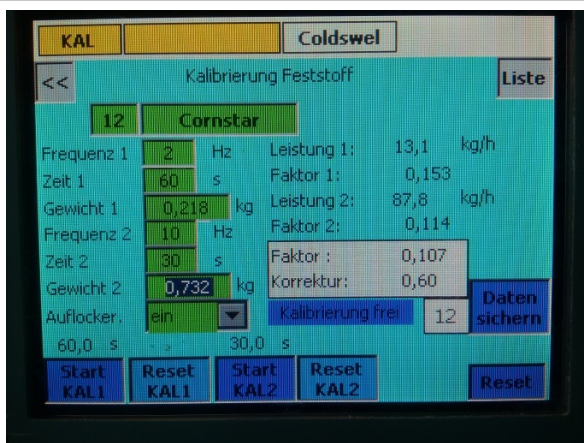 KAL Coldswel
<< Kalibrierung Feststoff Liste
12 Cornstar
Frequenz 1 2 Hz Leistung 1: 13,1 kg/h
Zeit 1 60 s Faktor 1: 0,153
Gewicht 1 0,218 kg Leistung 2: 87,8 kg/h
Frequenz 2 10 Hz Faktor 2: 0,114
Zeit 2 30 s Faktor : 0,107
Gewicht 2 0,732 kg Korrektur: 0,60
Auflocker. ein Kalibrierung frei 12 Daten sichern
60,0 s 30,0 s
Start KAL1 Reset KAL1 Start KAL2 Reset KAL2 Reset